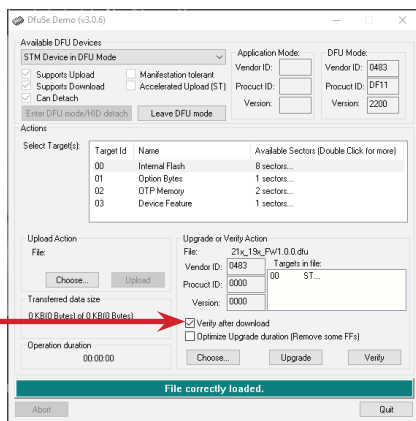 DfuSe Demo (v3.0.6)
Available DFU Devices
STM Device in DFU Mode
Supports Upload
Manifestation tolerant
Supports Download
Accelerated Upload (ST)
Can Detach
Enter DFU mode/HID detach
Leave DFU mode
Application Mode:
Vendor ID:
Procuct ID:
Version:
DFU Mode:
Vendor ID: 0483
Procuct ID: DF11
Version: 2200
Actions
Select Target(s):
Target Id Name Available Sectors (Double Click for more)
00 Internal Flash 8 sectors...
01 Option Bytes 1 sectors...
02 OTP Memory 2 sectors...
03 Device Feature 1 sectors...
Upload Action
File:
Choose...
Upload
Transferred data size
0 KB(0 Bytes) of 0 KB(0 Bytes)
Operation duration
00:00:00
Upgrade or Verify Action
File: 21x_19x_FW1.0.0.dfu
Vendor ID: 0483
Targets in file:
00 ST...
Procuct ID: 0000
Version: 0000
Verify after download
Optimize Upgrade duration (Remove some FFs)
Choose...
Upgrade
Verify
File correctly loaded.
Abort
Quit